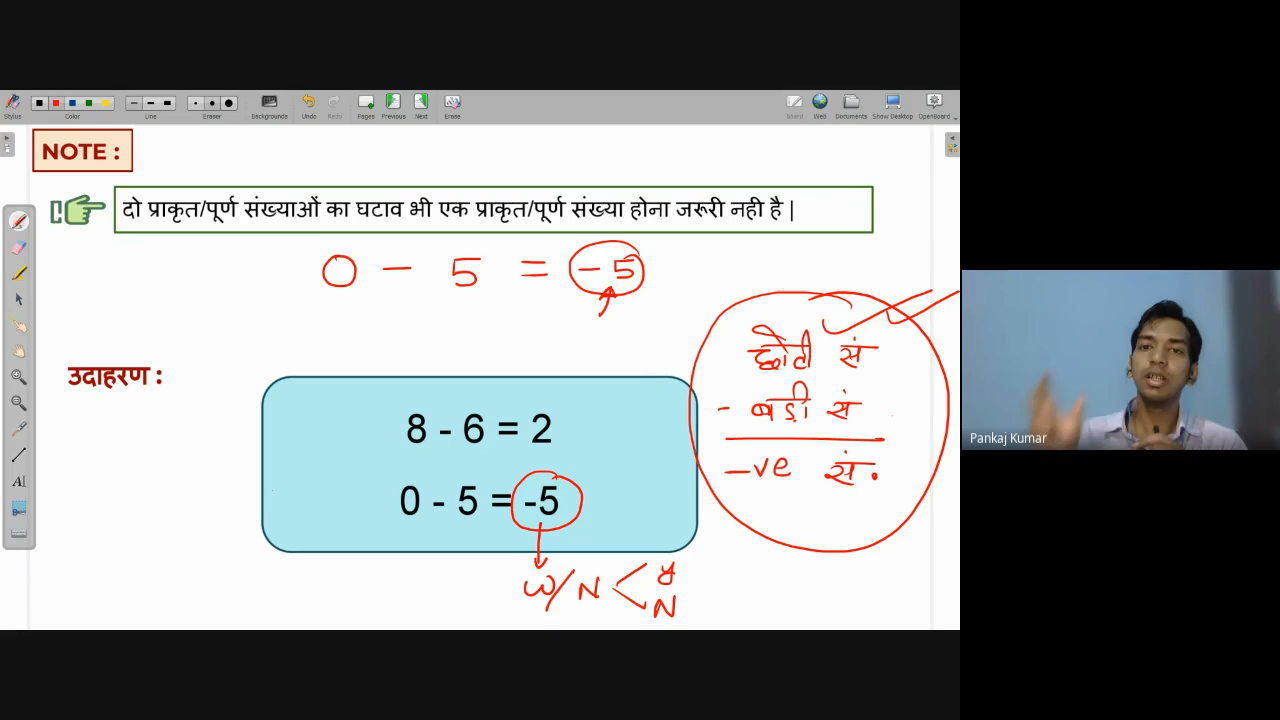 Stylus Color Line Eraser Backgrounds Undo Redo Pages Previous Next Erase Board Web Documents Show Desktop OpenBoard
NOTE :
दो प्राकृत/पूर्ण संख्याओं का घटाव भी एक प्राकृत/पूर्ण संख्या होना जरूरी नही है |
0 - 5 = -5
छोटी सं
- बड़ी सं
-ve सं.
उदाहरण :
8 - 6 = 2
0 - 5 = -5
W/N < y
N
Pankaj Kumar